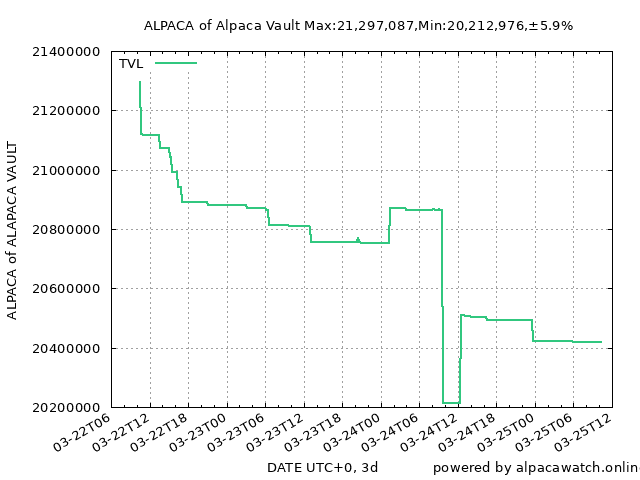 ALPACA of Alpaca Vault Max:21,297,087,Min:20,212,976,±5.9%
TVL
ALPACA of ALAPACA VAULT
21400000
21200000
21000000
20800000
20600000
20400000
20200000
03-22T06
03-22T12
03-22T18
03-23T00
03-23T06
03-23T12
03-23T18
03-24T00
03-24T06
03-24T12
03-24T18
03-25T00
03-25T06
03-25T12
DATE UTC+0, 3d
powered by alpacawatch.onlin